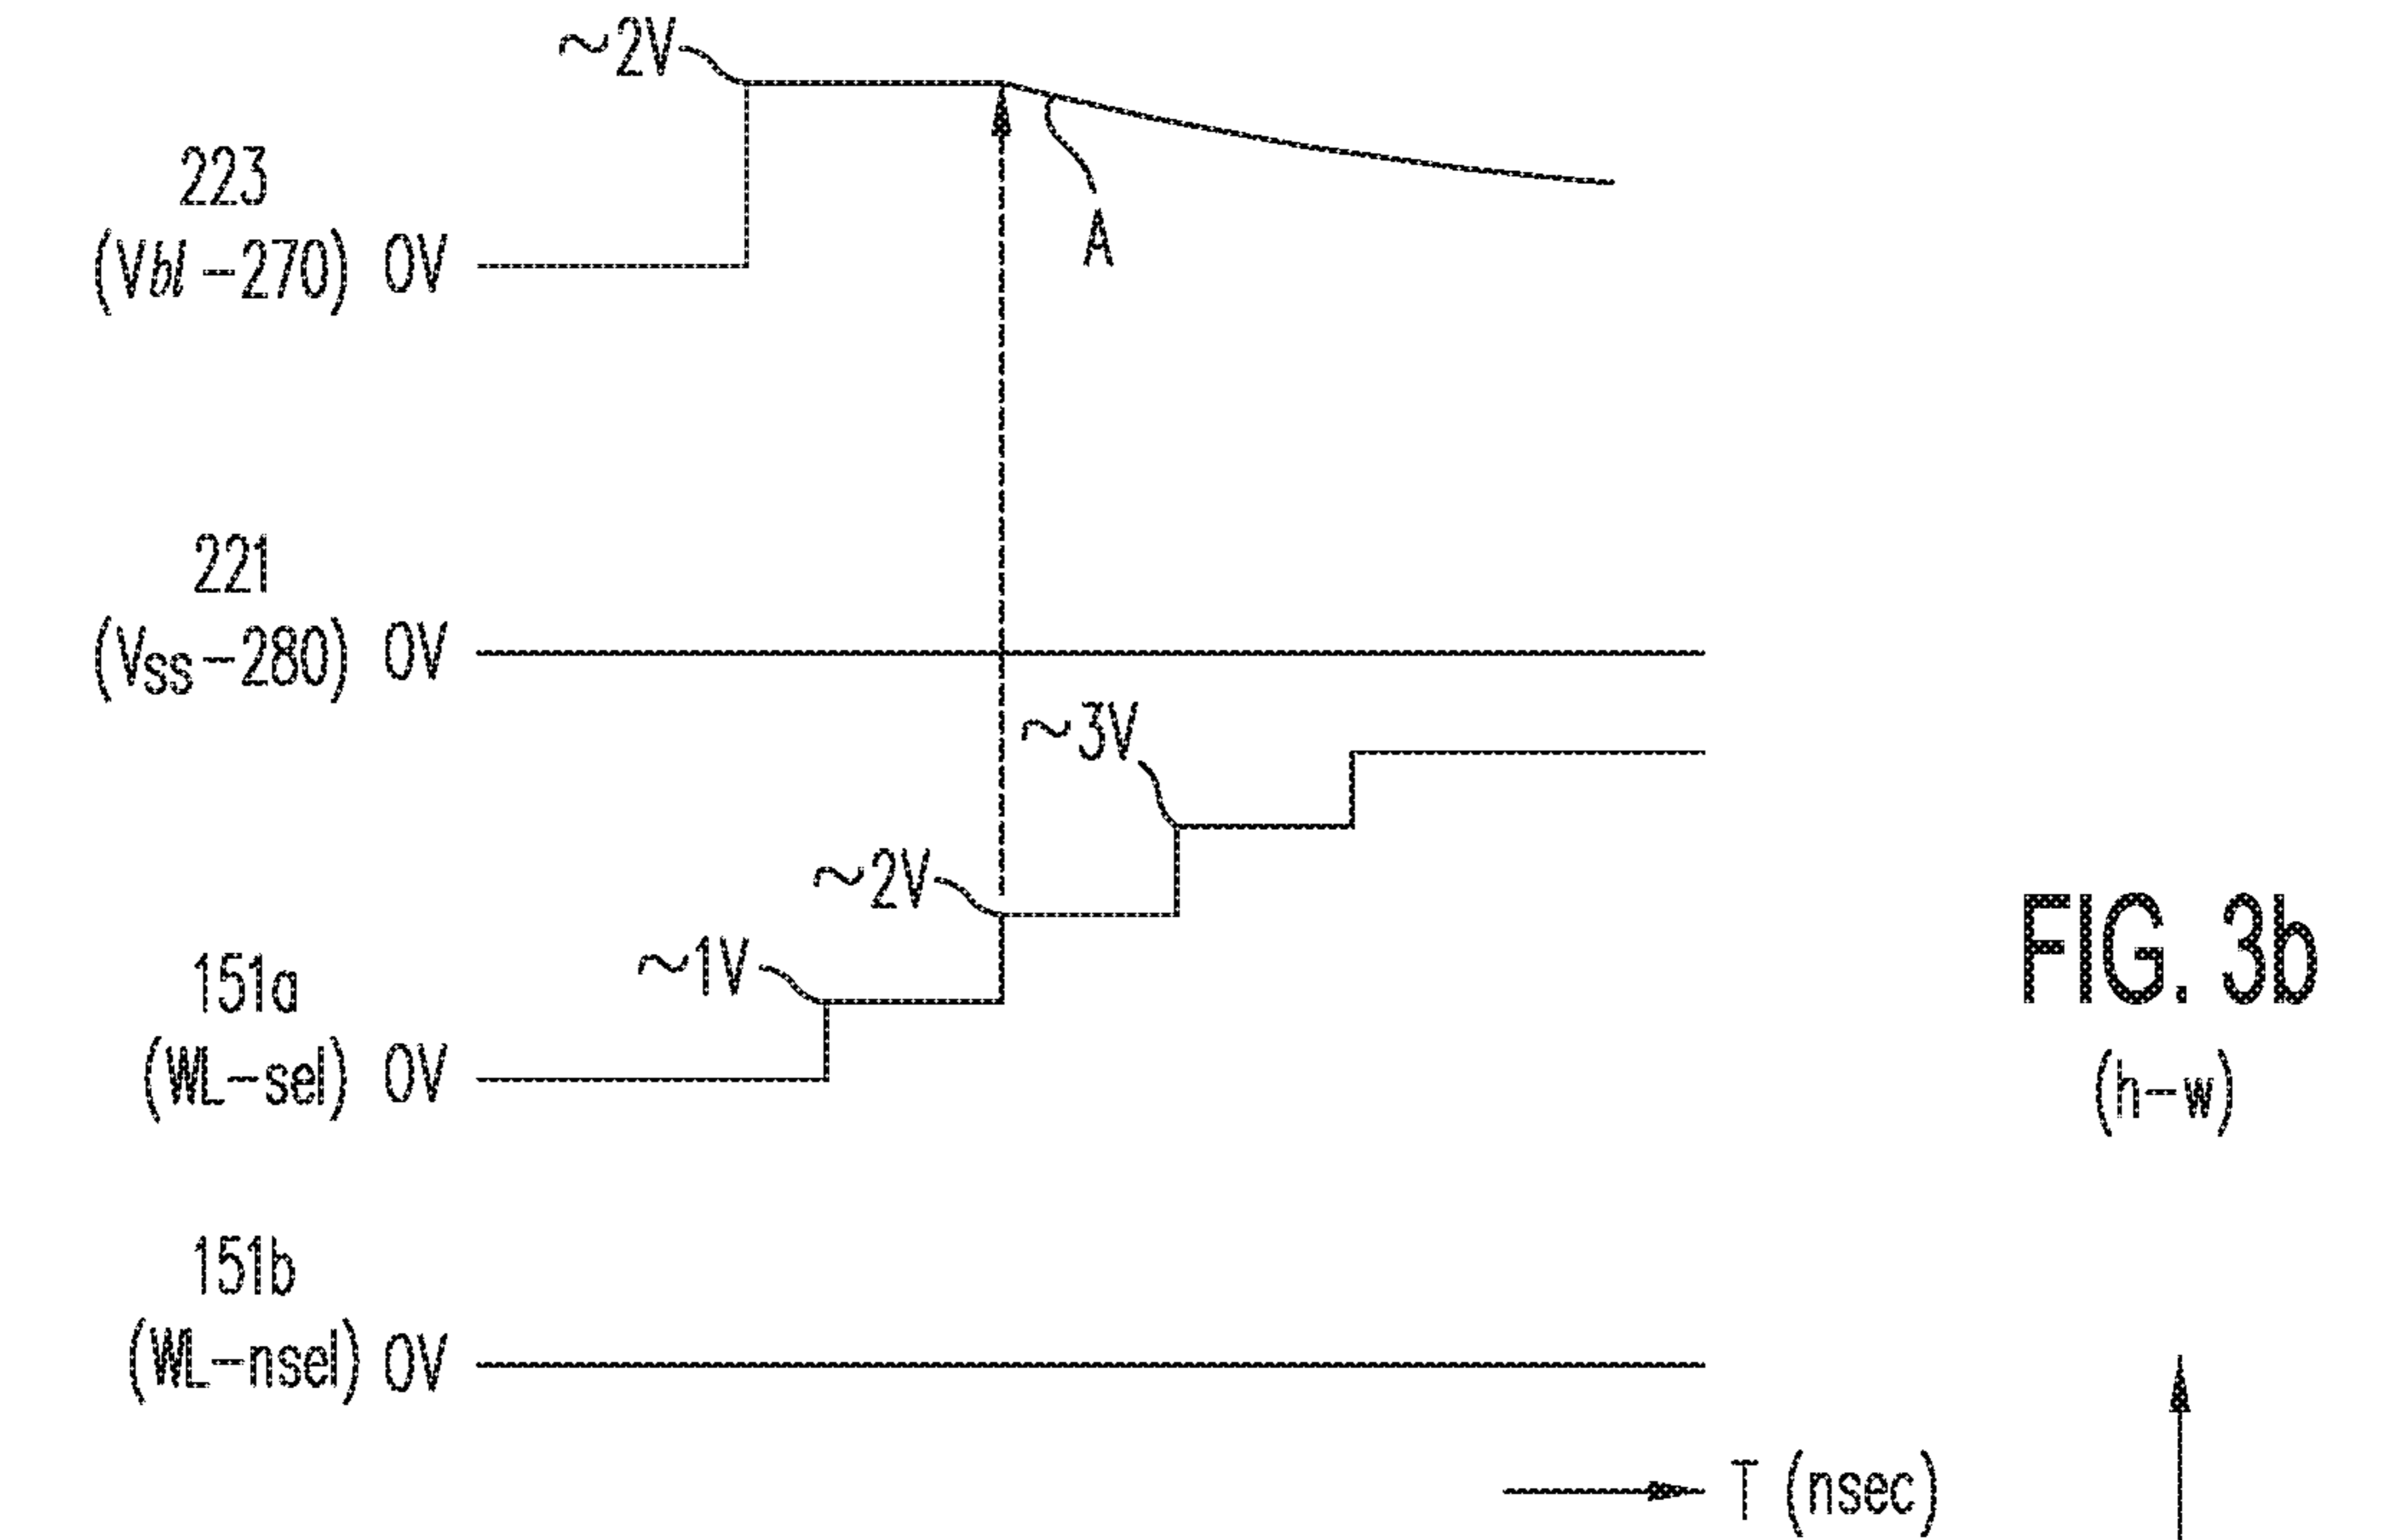 ~2V
223
(Vbl-270) 0V
A
221
(Vss-280) 0V
~3V
~2V
~1V
151a
(WL-sel) 0V
FIG. 3b
(h-w)
151b
(WL-nsel) 0V
T (nsec)